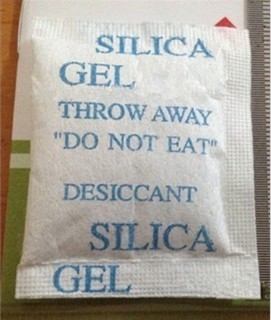 SILICA
GEL
THROW AWAY
"DO NOT EAT"
DESICCANT
SILICA
GEL